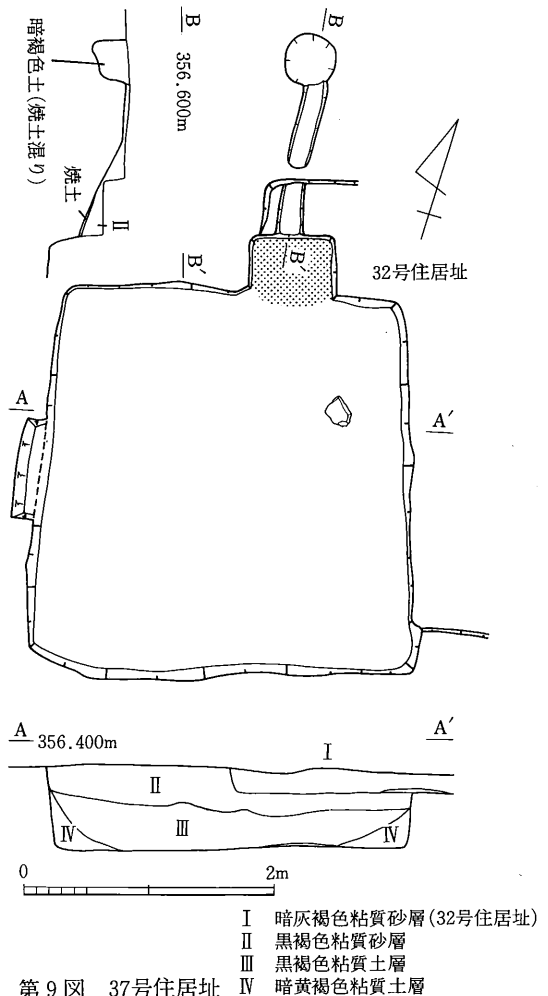 B
356.600m
暗褐色土(焼土混り)
焼土
Ⅱ
B′
B
B′
32号住居址
A
A′
A
356.400m
A′
Ⅰ
Ⅱ
Ⅲ
Ⅳ
Ⅳ
0
2m
Ⅰ 暗灰褐色粘質砂層(32号住居址)
Ⅱ 黒褐色粘質砂層
Ⅲ 黒褐色粘質土層
Ⅳ 暗黄褐色粘質土層
第9図 37号住居址